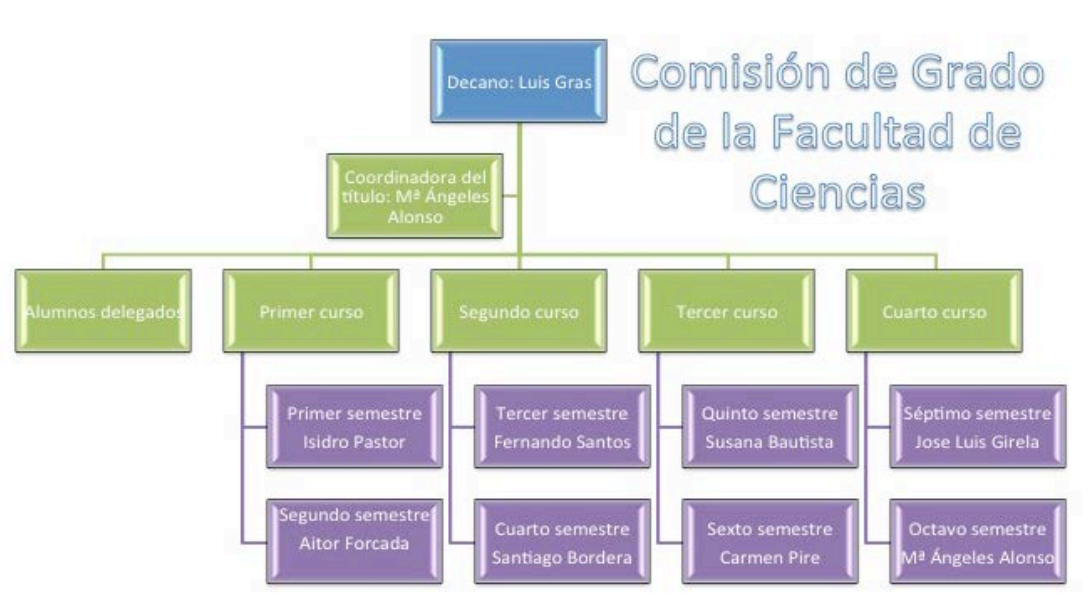 Decano: Luis Gras
Comisión de Grado
de la Facultad de
Ciencias
Coordinadora del
título: Mª Ángeles
Alonso
Alumnos delegados
Primer curso
Segundo curso
Tercer curso
Cuarto curso
Primer semestre
Isidro Pastor
Tercer semestre
Fernando Santos
Quinto semestre
Susana Bautista
Séptimo semestre
Jose Luis Girela
Segundo semestre
Aitor Forcada
Cuarto semestre
Santiago Bordera
Sexto semestre
Carmen Pire
Octavo semestre
Mª Ángeles Alonso